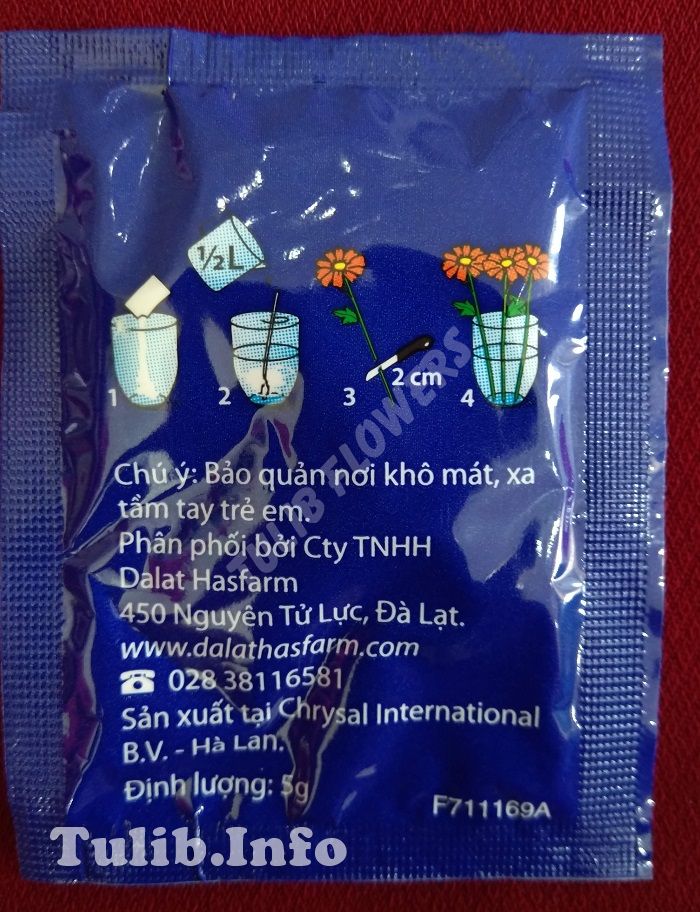 ½L
1
2
3
2 cm
4
TULIB FLOWERS
Chú ý: Bảo quản nơi khô mát, xa
tầm tay trẻ em.
Phân phối bởi Cty TNHH
Dalat Hasfarm
450 Nguyên Tử Lực, Đà Lạt.
www.dalathasfarm.com
☎ 028 38116581
Sản xuất tại Chrysal International
B.V. - Hà Lan.
Định lượng: 5g
F711169A
Tulib.Info